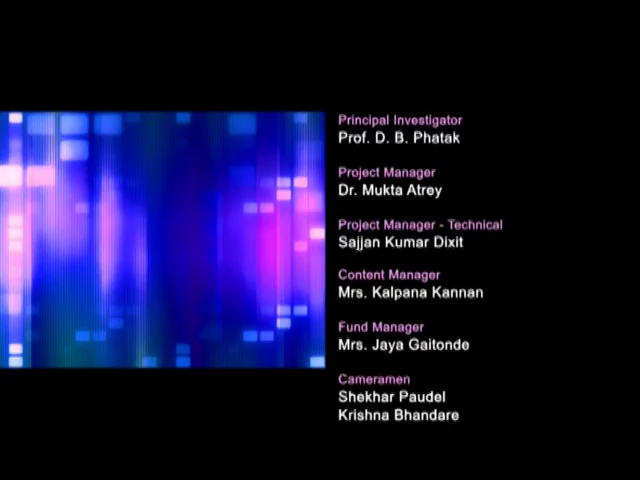 Principal Investigator
Prof. D. B. Phatak
Project Manager
Dr. Mukta Atrey
Project Manager - Technical
Sajjan Kumar Dixit
Content Manager
Mrs. Kalpana Kannan
Fund Manager
Mrs. Jaya Gaitonde
Cameramen
Shekhar Paudel
Krishna Bhandare